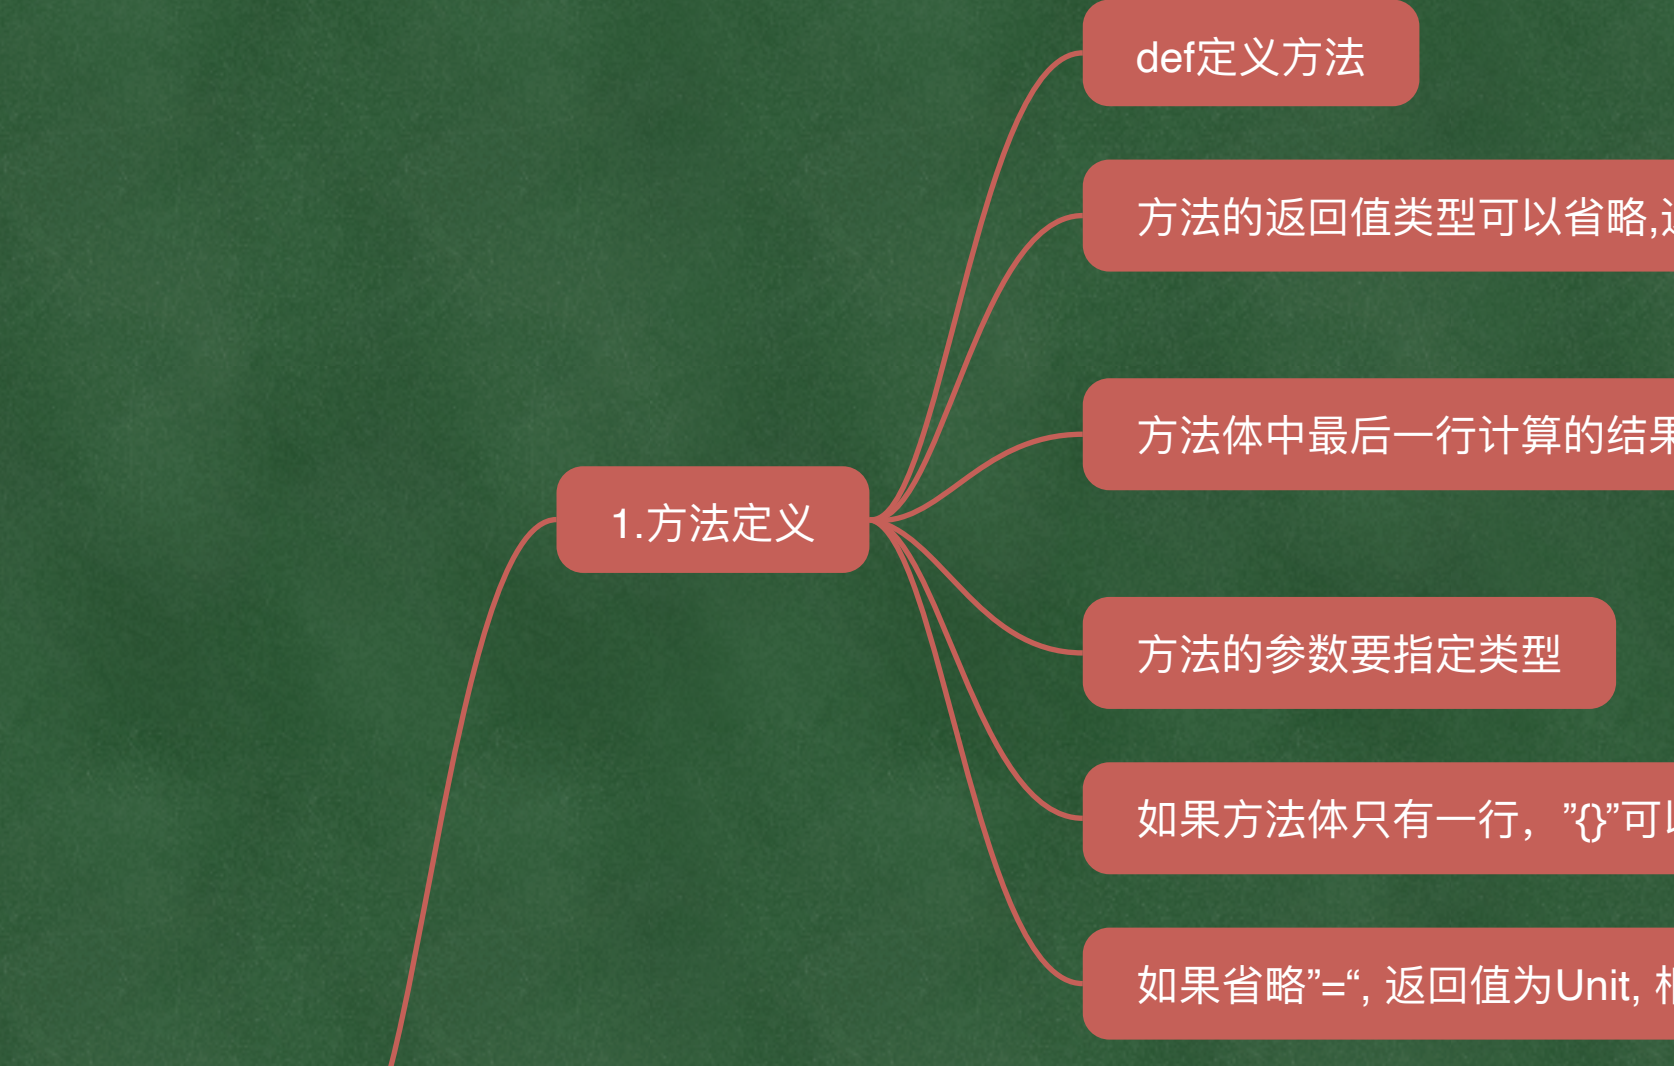 def定义方法
方法的返回值类型可以省略,
方法体中最后一行计算的结果
1.方法定义
方法的参数要指定类型
如果方法体只有一行，”{}”可以
如果省略”=“, 返回值为Unit,